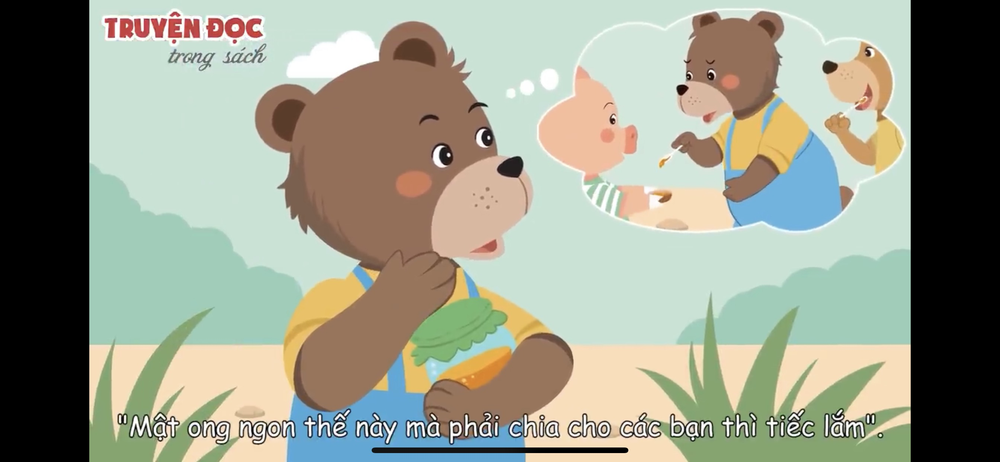 TRUYỆN ĐỌC
trong sách
"Mật ong ngon thế này mà phải chia cho các bạn thì tiếc lắm".